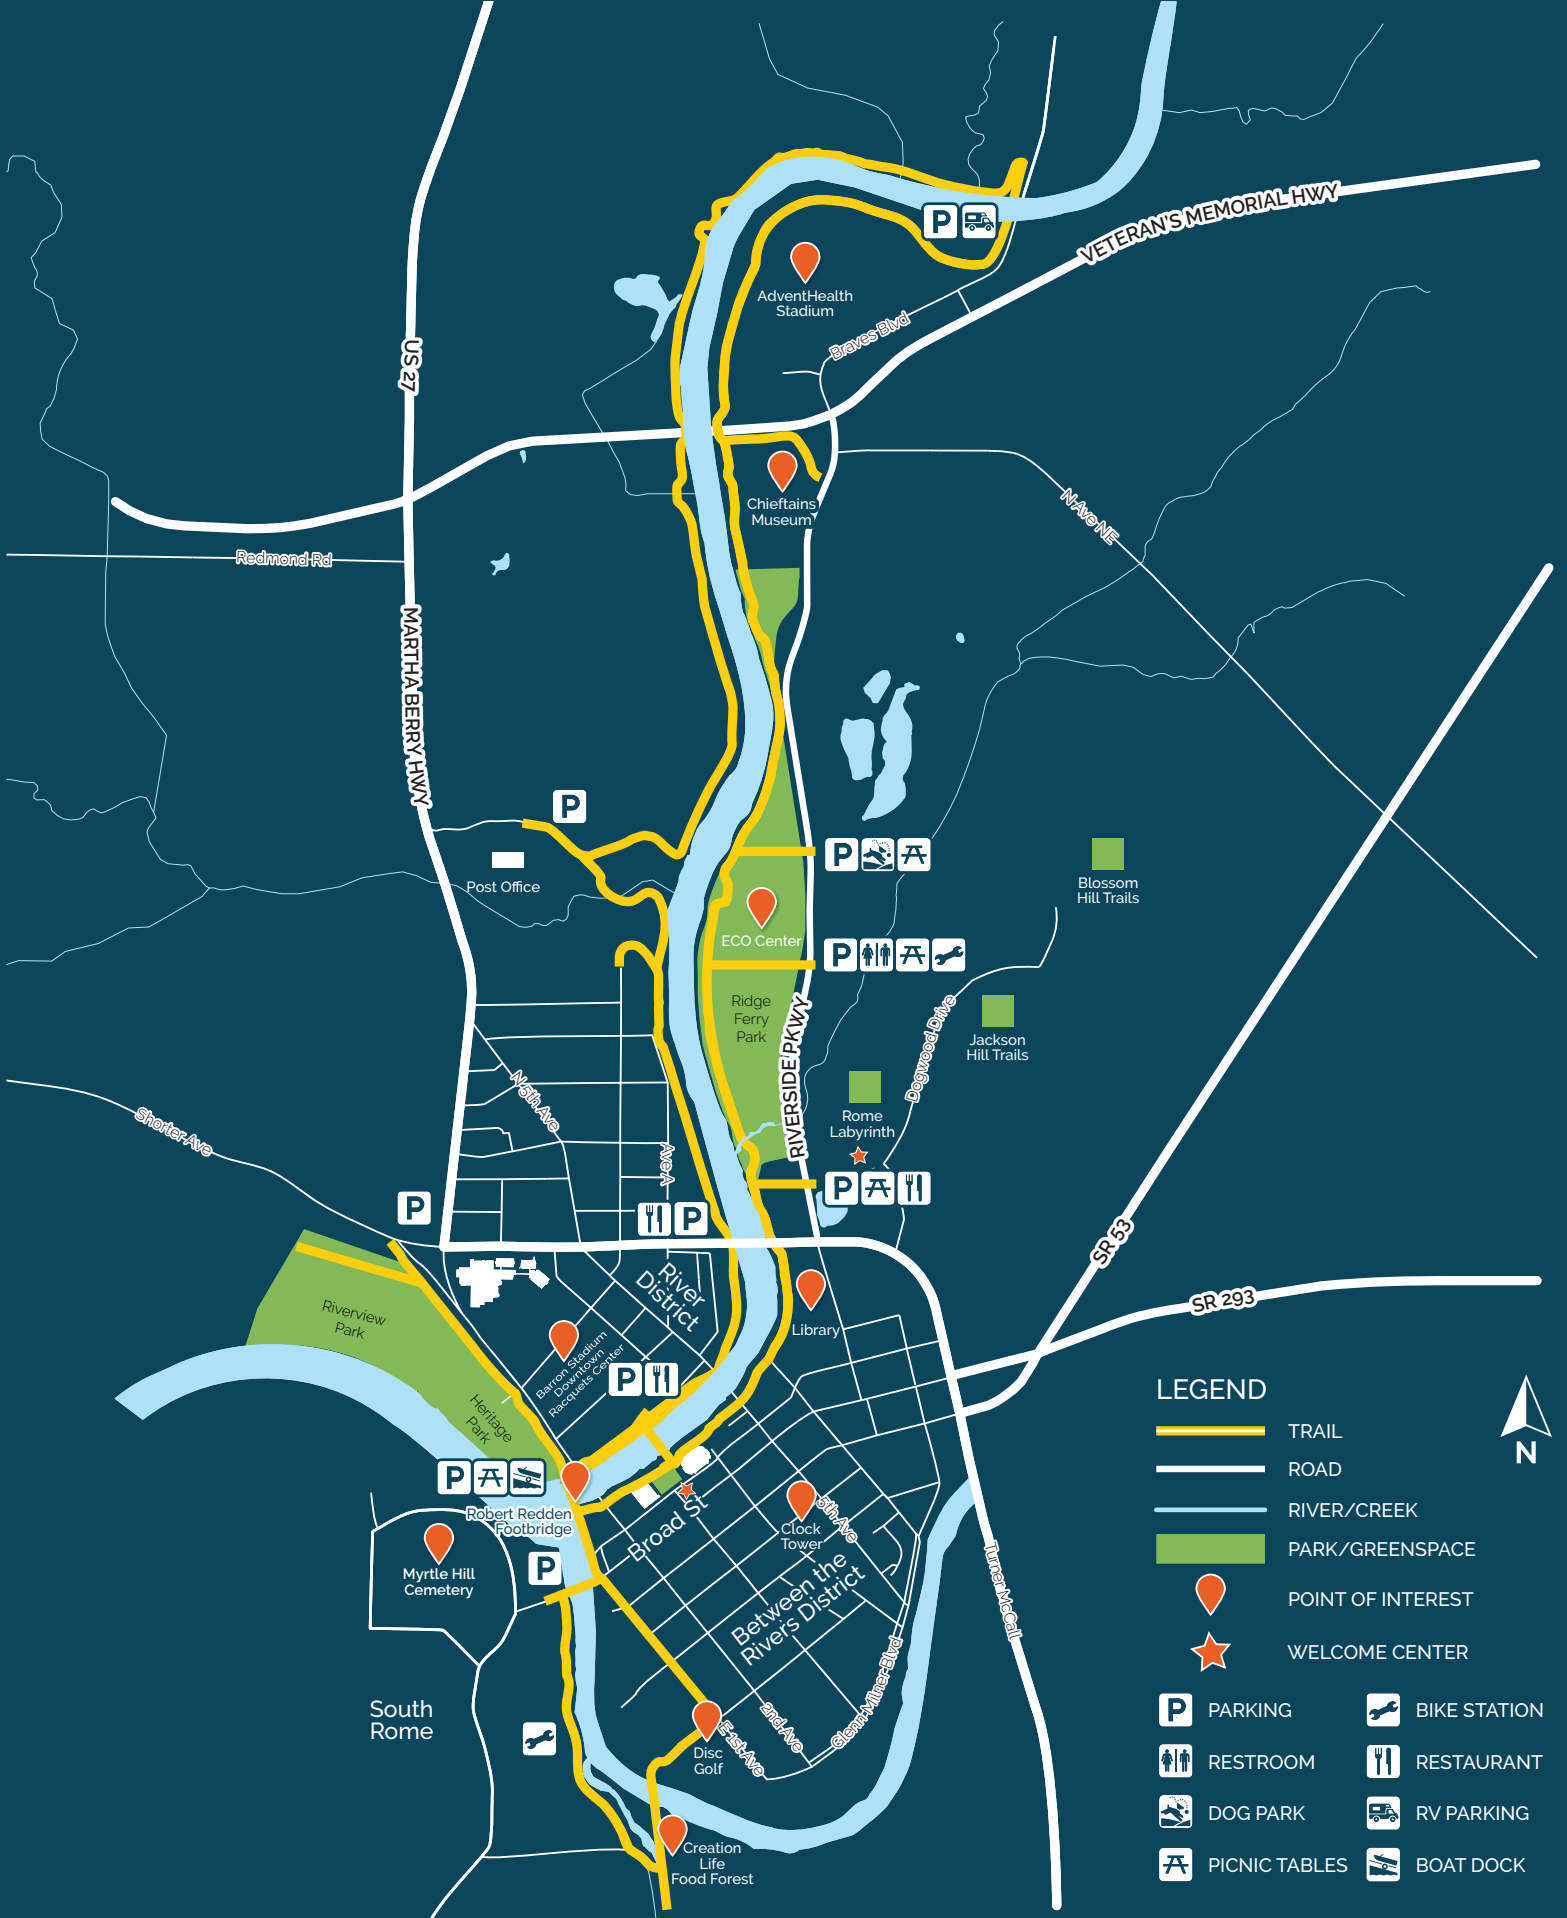 VETERAN'S MEMORIAL HWY
P
AdventHealth
Stadium
Braves Blvd
US 27
Chieftains
Museum
N Ave NE
Redmond Rd
MARTHA BERRY HWY
P
P
Post Office
Blossom
Hill Trails
ECO Center
P
Ridge
Ferry
Park
RIVERSIDE PKWY
Dogwood Drive
Jackson
Hill Trails
N 5th Ave
Shorter Ave
Rome
Labyrinth
Ave A
P
P
P
SR 53
River
District
SR 293
Riverview
Park
Library
Barron Stadium
Downtown
Racquets Center
P
Heritage
Park
P
Robert Redden
Footbridge
Broad St
5th Ave
Clock
Tower
Myrtle Hill
Cemetery
P
Between the
Rivers District
Turner McCall
Glenn Milner Blvd
South
Rome
2nd Ave
E 1st Ave
Disc
Golf
Creation
Life
Food Forest
LEGEND
N
TRAIL
ROAD
RIVER/CREEK
PARK/GREENSPACE
POINT OF INTEREST
WELCOME CENTER
P PARKING
BIKE STATION
RESTROOM
RESTAURANT
DOG PARK
RV PARKING
PICNIC TABLES
BOAT DOCK